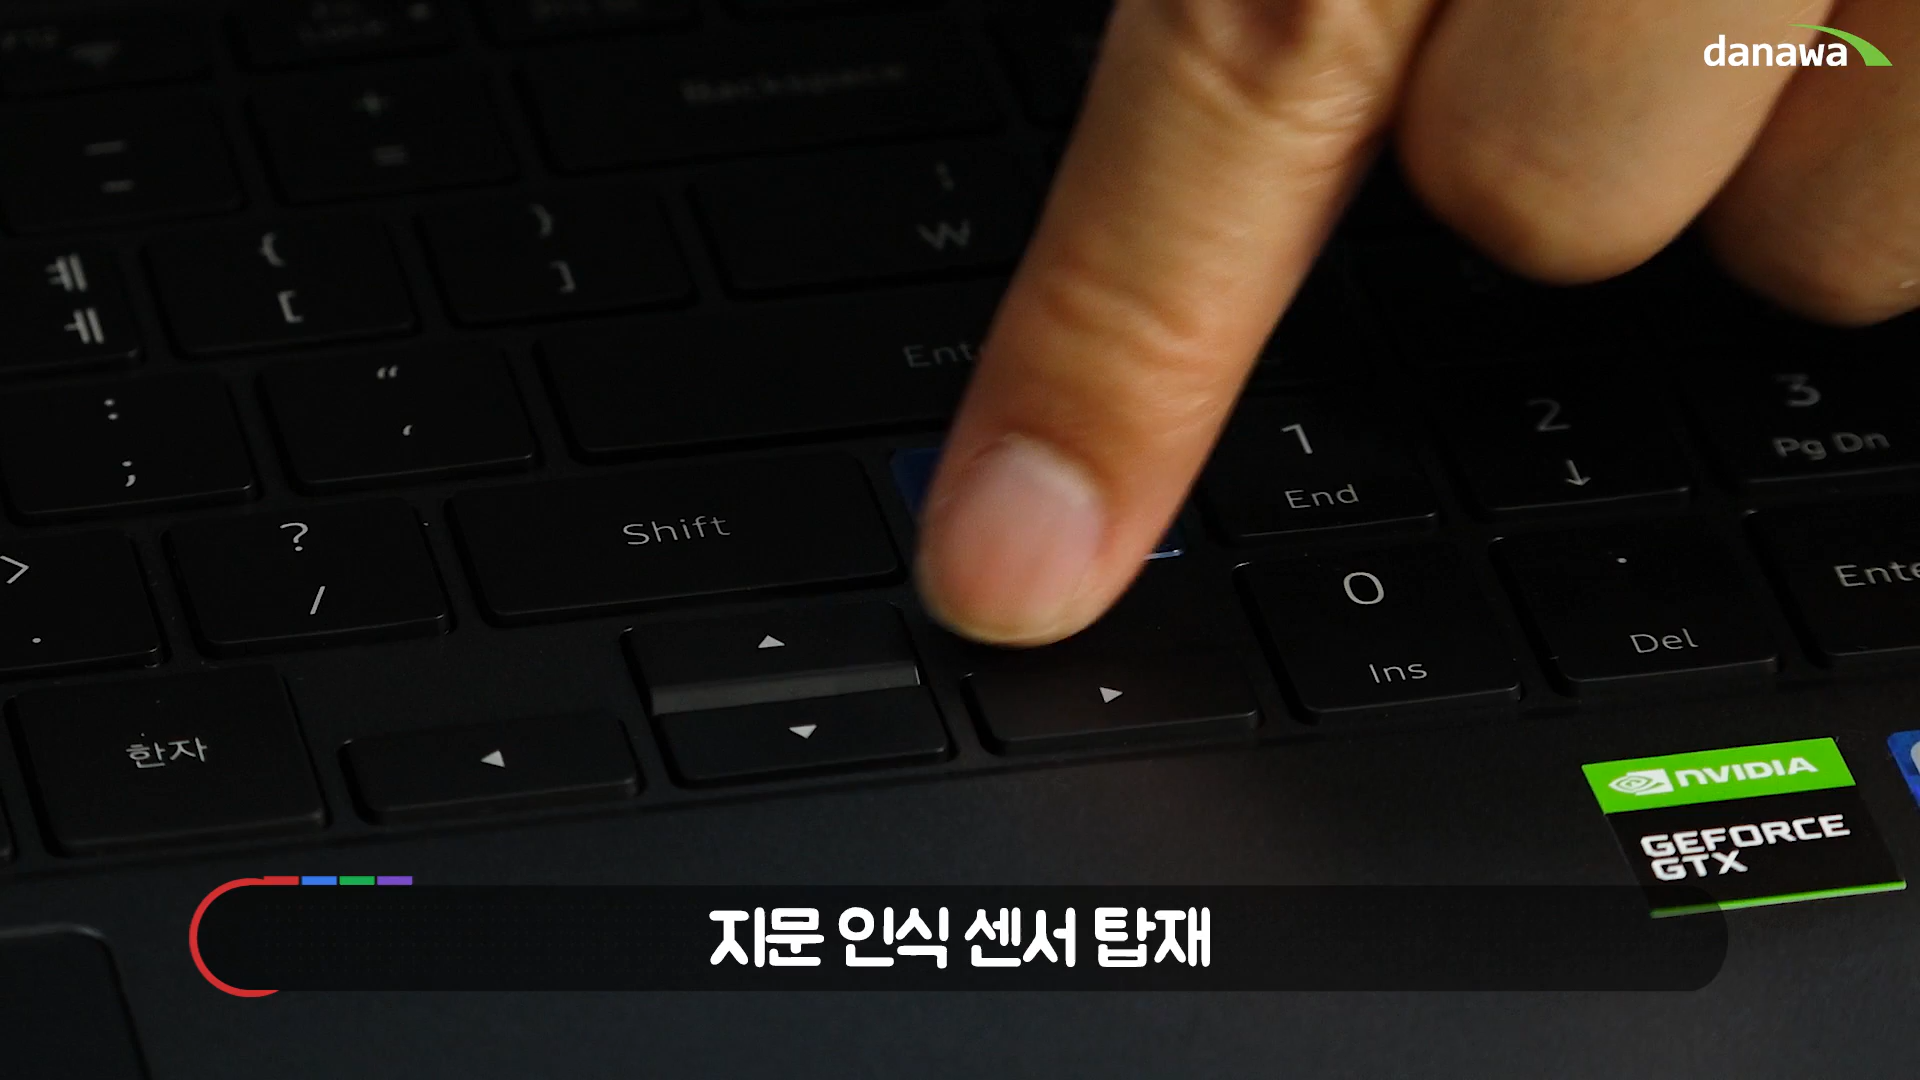 danawa
+
=
Backspace
—
-
:
W
ㅖ
ㅔ
{
[
}
]
Ent
“
‘
:
;
1
End
2
↓
3
Pg Dn
Shift
?
/
>
.
0
Ins
.
Del
Ente
▲
▼
◀
▶
한자
NVIDIA
GEFORCE
GTX
지문 인식 센서 탑재